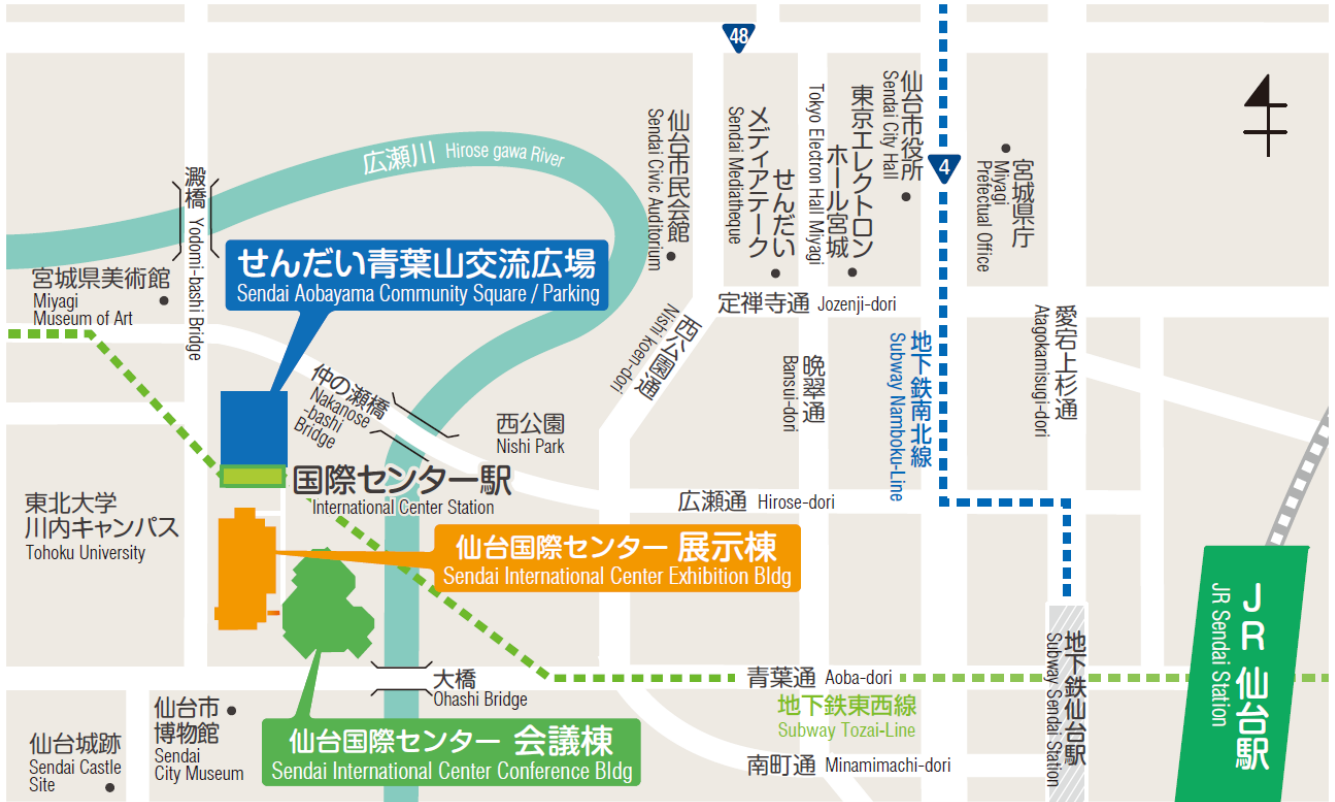 48
仙台市民会館
Sendai Civic Auditorium
せんだい
メディアテーク
Sendai Mediatheque
東京エレクトロン
ホール宮城
Tokyo Electron Hall Miyagi
仙台市役所
Sendai City Hall
4
宮城県庁
Miyagi
Prefectual Office
広瀬川 Hirose gawa River
澱橋 Yodomi-bashi Bridge
宮城県美術館
Miyagi
Museum of Art
せんだい青葉山交流広場
Sendai Aobayama Community Square / Parking
定禅寺通 Jozenji-dori
西公園通
Nishi koen-dori
晩翠通
Bansui-dori
地下鉄南北線
Subway Namboku-Line
愛宕上杉通
Atagokamisugi-dori
仲の瀬橋
Nakanose
-bashi
Bridge
西公園
Nishi Park
国際センター駅
International Center Station
広瀬通 Hirose-dori
東北大学
川内キャンパス
Tohoku University
仙台国際センター 展示棟
Sendai International Center Exhibition Bldg
JR 仙台駅
JR Sendai Station
地下鉄仙台駅
Subway Sendai Station
青葉通 Aoba-dori
地下鉄東西線
Subway Tozai-Line
大橋
Ohashi Bridge
仙台市
博物館
Sendai
City Museum
仙台城跡
Sendai Castle
Site
仙台国際センター 会議棟
Sendai International Center Conference Bldg
南町通 Minamimachi-dori